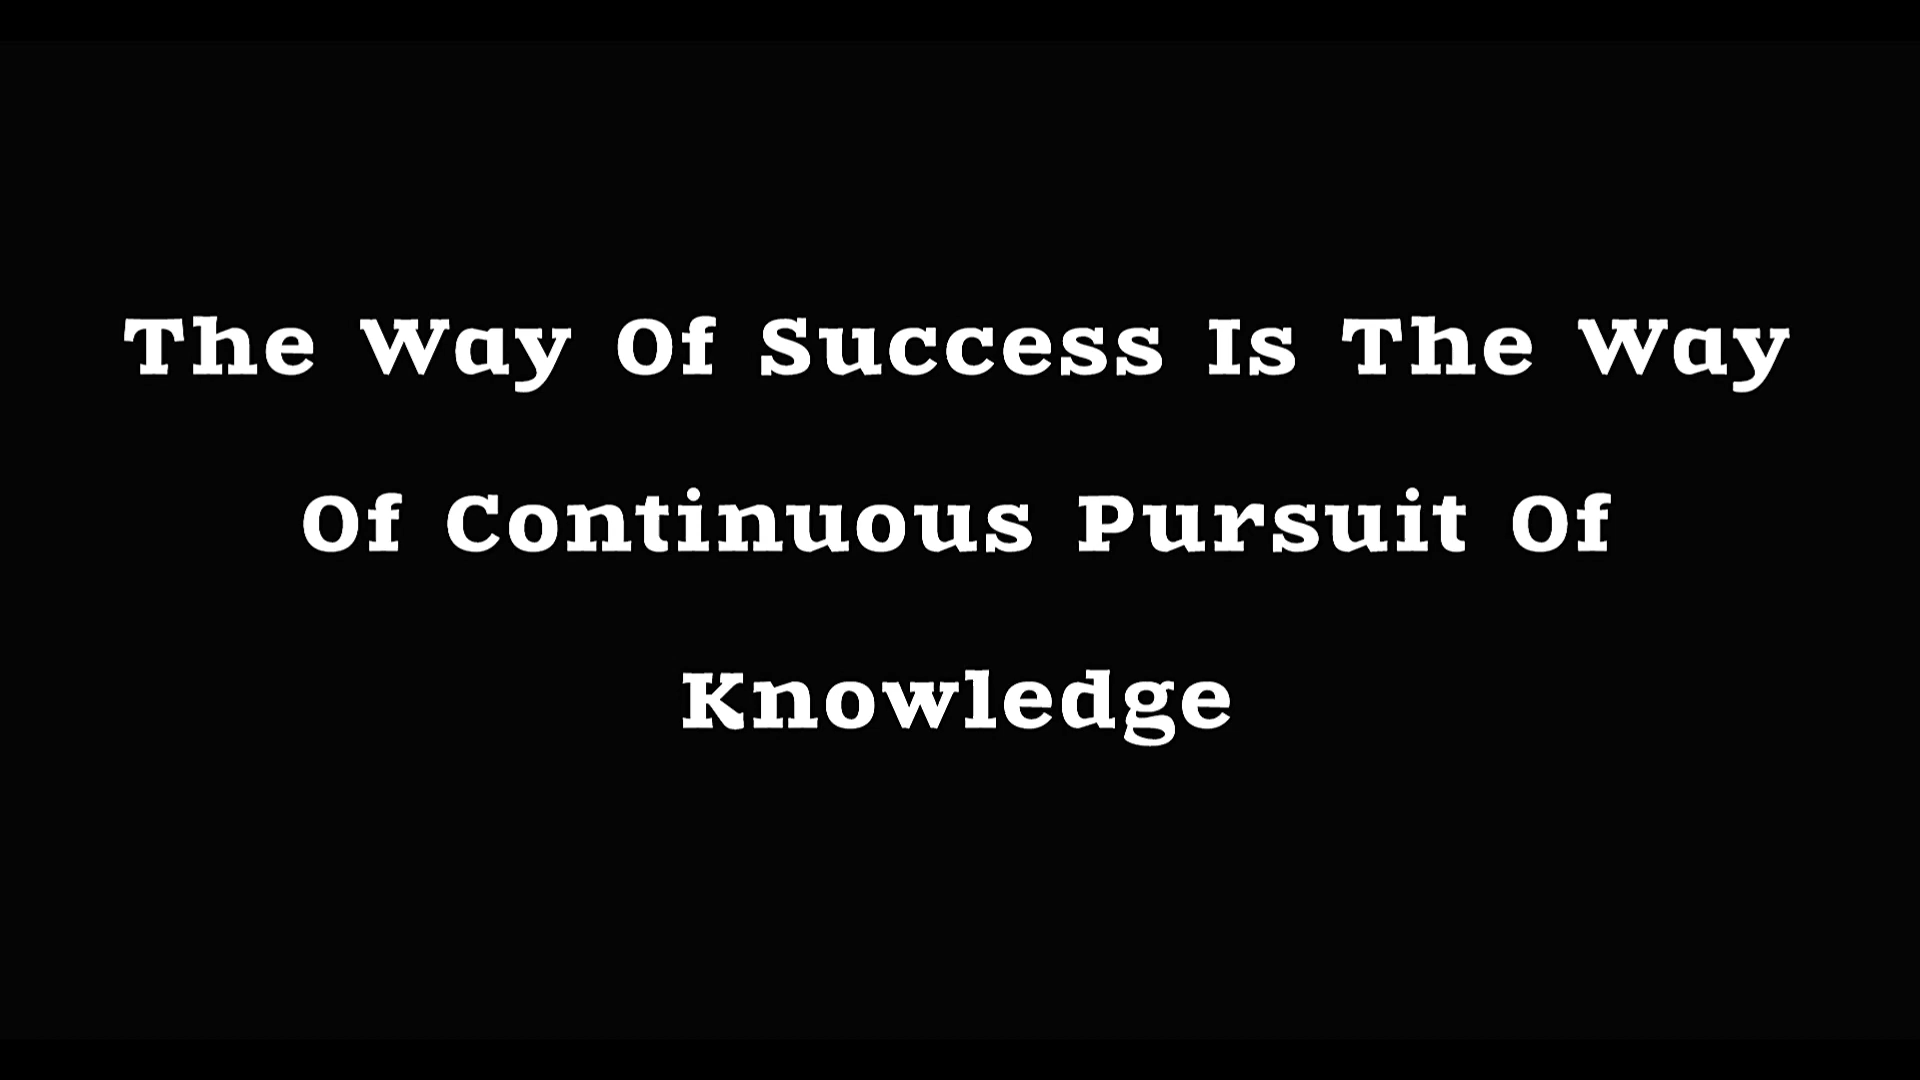 The Way Of Success Is The Way
Of Continuous Pursuit Of
Knowledge